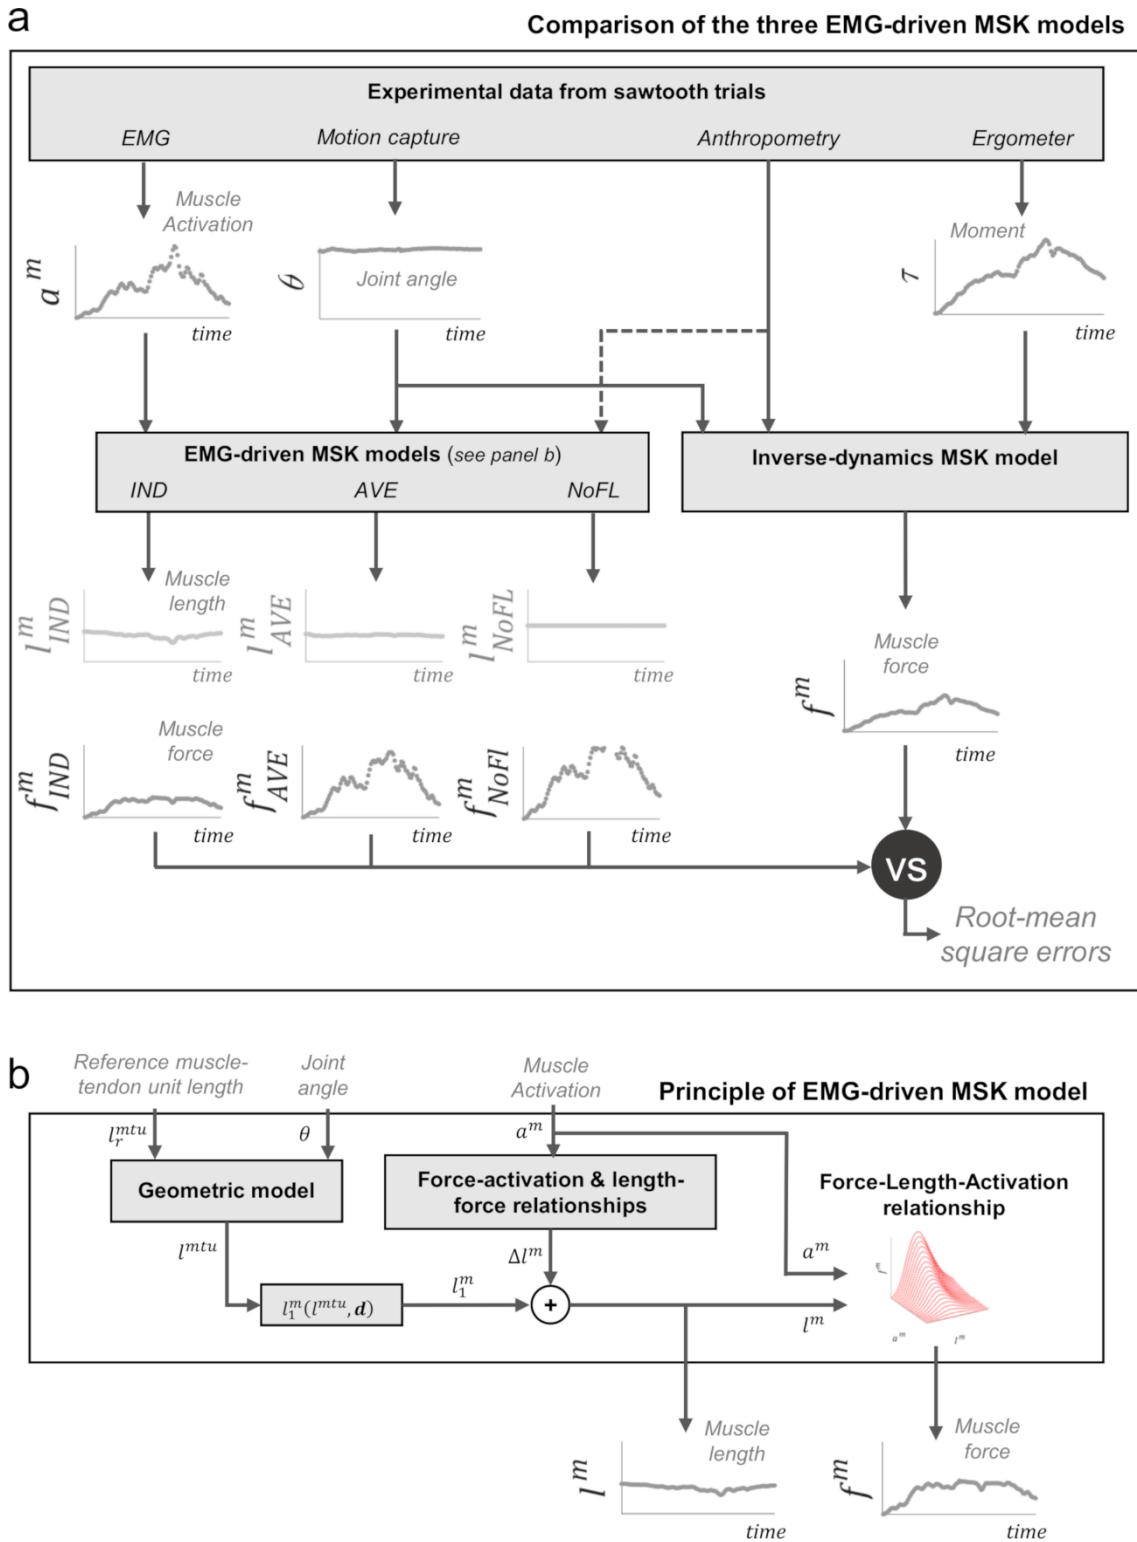 a
Comparison of the three EMG-driven MSK models
Experimental data from sawtooth trials
EMG Motion capture Anthropometry Ergometer
Muscle
Activation
a^m
time
θ
Joint angle
time
Moment
τ
time
EMG-driven MSK models (see panel b)
IND AVE NoFL
Inverse-dynamics MSK model
Muscle
length
l^m_IND
time
l^m_AVE
time
l^m_NoFL
time
Muscle
force
f^m
time
Muscle
force
f^m_IND
time
f^m_AVE
time
f^m_NoFl
time
vs
Root-mean
square errors
b
Principle of EMG-driven MSK model
Reference muscle-
tendon unit length
Joint
angle
Muscle
Activation
l_r^mtu
θ
a^m
Geometric model
Force-activation & length-
force relationships
Force-Length-Activation
relationship
l^mtu
Δl^m
a^m
l_1^m(l^mtu, d)
l_1^m
+
l^m
f^m
a^m
l^m
Muscle
length
l^m
time
Muscle
force
f^m
time